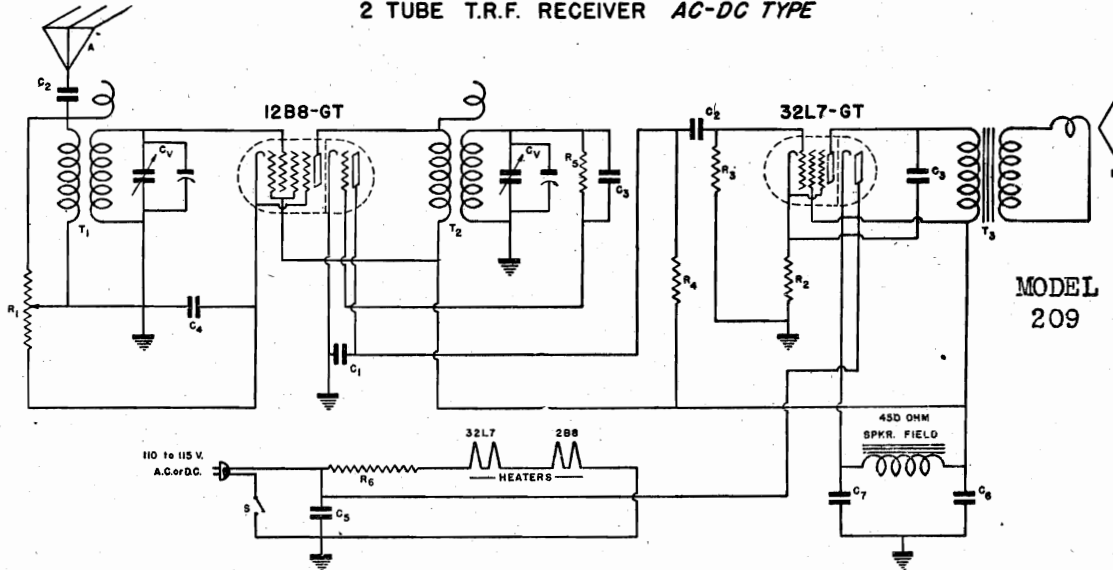 2 TUBE T.R.F. RECEIVER AC-DC TYPE
A
C2
12B8-GT
32L7-GT
C2
CV
CV
R5
C3
R3
C3
T1
T2
T3
R4
R2
R1
C4
C1
MODEL
209
450 OHM
SPKR. FIELD
32L7
2B8
110 to 115 V.
A.C. or D.C.
R6
HEATERS
S
C5
C7
C6